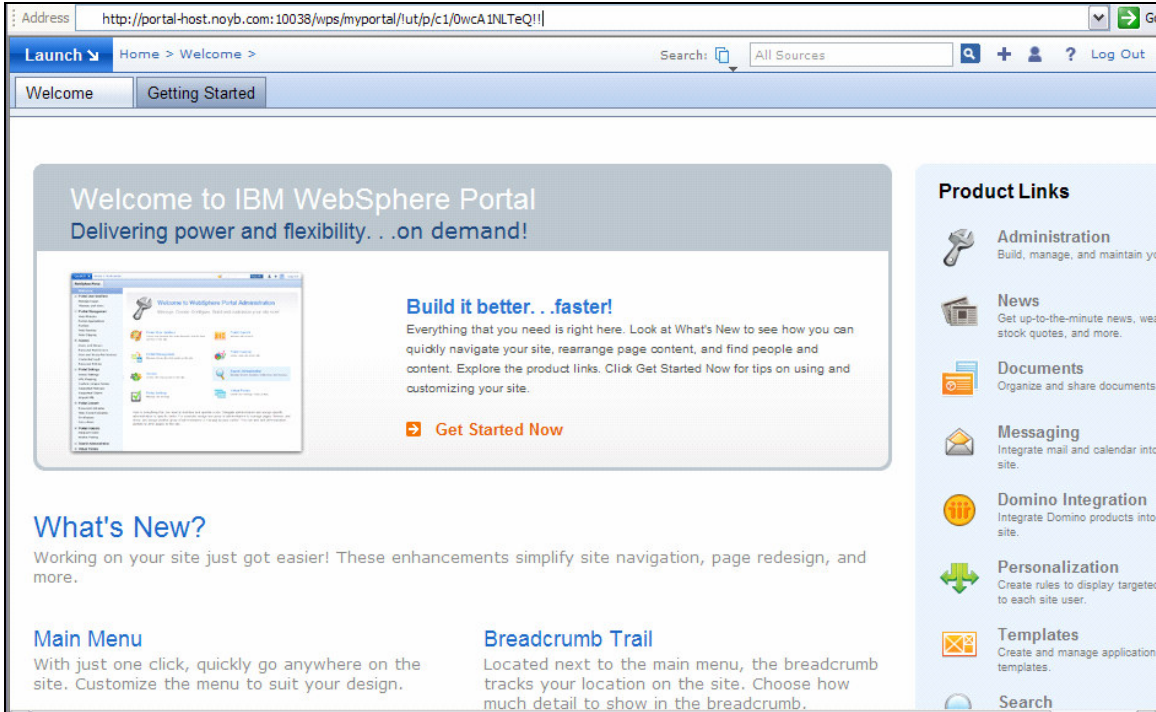 Address http://portal-host.noyb.com:10038/wps/myportal/!ut/p/c1/0wcA1NLTeQ!!
Launch Home > Welcome > Search: All Sources ? Log Out
Welcome Getting Started
Welcome to IBM WebSphere Portal
Delivering power and flexibility. . .on demand!
Build it better. . .faster!
Everything that you need is right here. Look at What's New to see how you can
quickly navigate your site, rearrange page content, and find people and
content. Explore the product links. Click Get Started Now for tips on using and
customizing your site.
Get Started Now
What's New?
Working on your site just got easier! These enhancements simplify site navigation, page redesign, and
more.
Main Menu
With just one click, quickly go anywhere on the
site. Customize the menu to suit your design.
Breadcrumb Trail
Located next to the main menu, the breadcrumb
tracks your location on the site. Choose how
much detail to show in the breadcrumb.
Product Links
Administration
Build, manage, and maintain
News
Get up-to-the-minute news,
stock quotes, and more.
Documents
Organize and share documents
Messaging
Integrate mail and calendar into
site.
Domino Integration
Integrate Domino products into
site.
Personalization
Create rules to display targeted
to each site user.
Templates
Create and manage application
templates.
Search